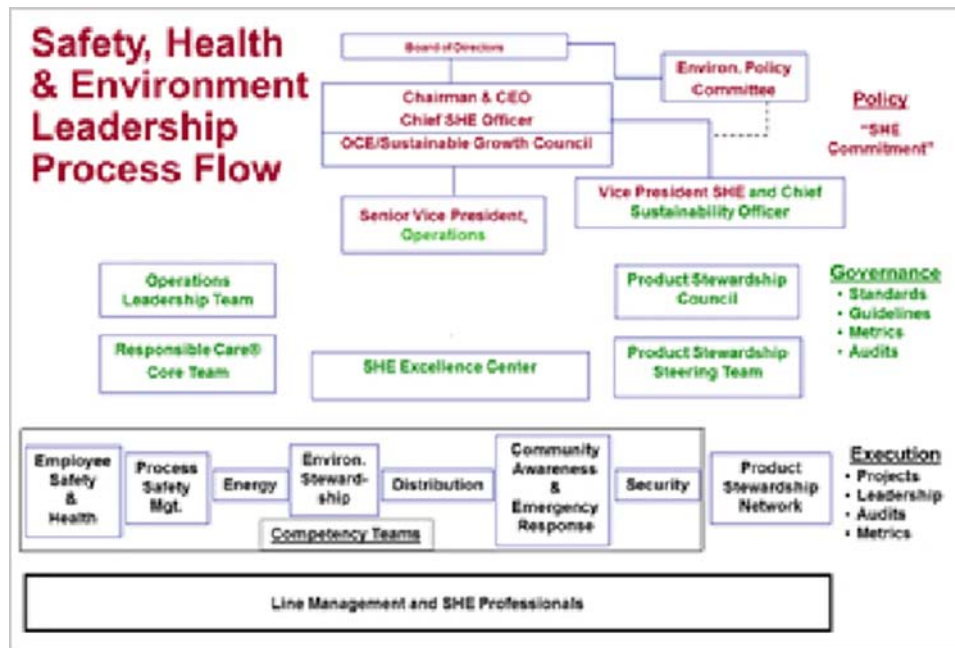 Safety, Health
& Environment
Leadership
Process Flow
Board of Directors
Environ. Policy
Committee
Chairman & CEO
Chief SHE Officer
OCE/Sustainable Growth Council
Policy
"SHE
Commitment"
Vice President SHE and Chief
Sustainability Officer
Senior Vice President,
Operations
Operations
Leadership Team
Product Stewardship
Council
Governance
• Standards
• Guidelines
• Metrics
• Audits
Responsible Care®
Core Team
SHE Excellence Center
Product Stewardship
Steering Team
Employee
Safety
&
Health
Process
Safety
Mgt.
Energy
Environ.
Steward-
ship
Distribution
Community
Awareness
&
Emergency
Response
Security
Product
Stewardship
Network
Execution
• Projects
• Leadership
• Audits
• Metrics
Competency Teams
Line Management and SHE Professionals